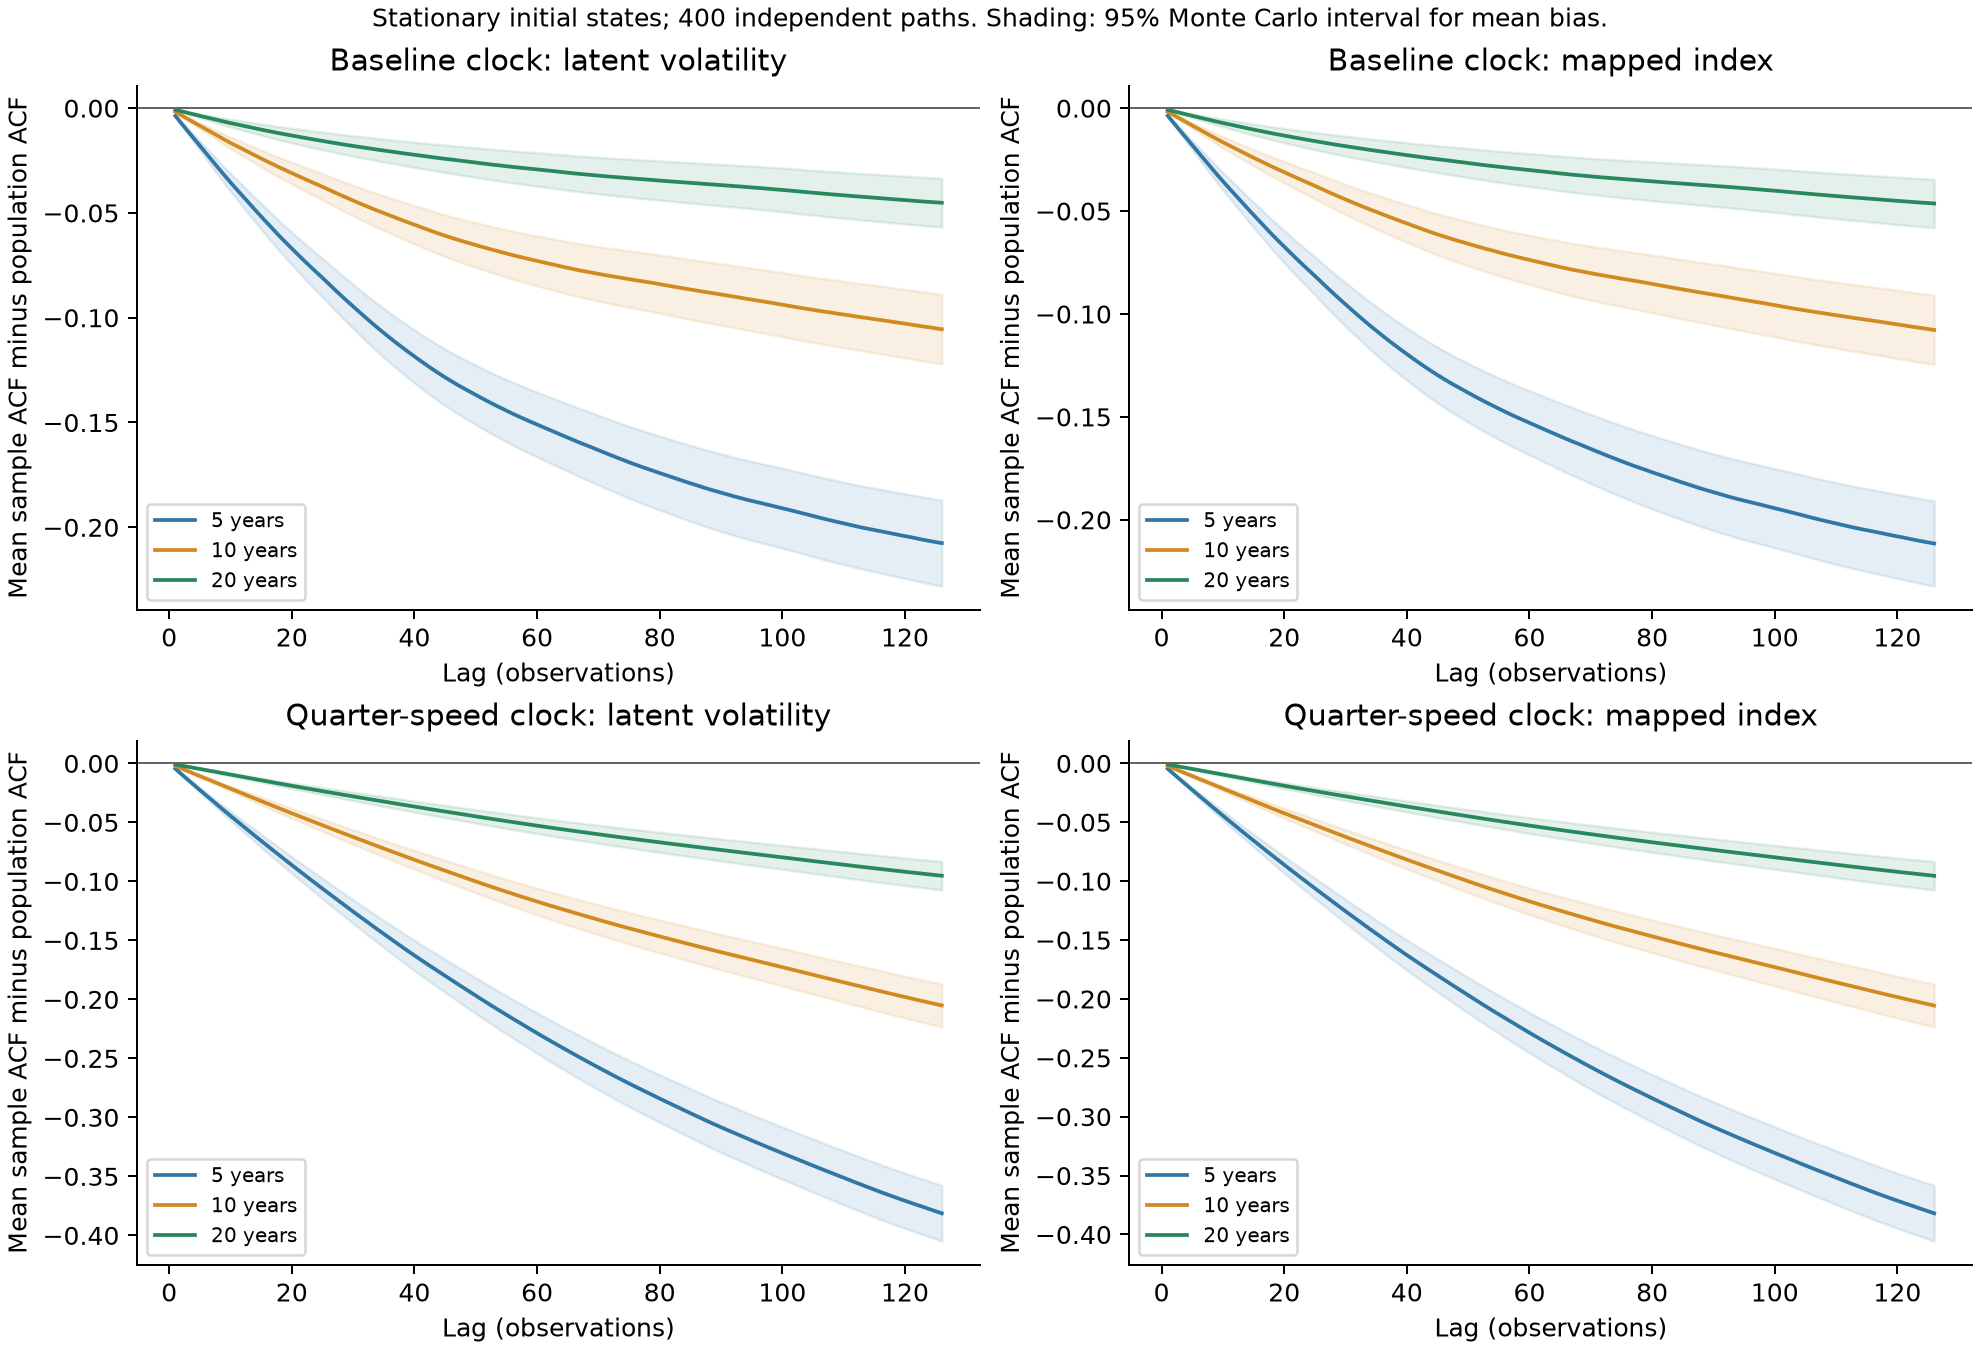 Stationary initial states; 400 independent paths. Shading: 95% Monte Carlo interval for mean bias.
Baseline clock: latent volatility
Mean sample ACF minus population ACF
0.00
−0.05
−0.10
−0.15
−0.20
5 years
10 years
20 years
0 20 40 60 80 100 120
Lag (observations)
Baseline clock: mapped index
Mean sample ACF minus population ACF
0.00
−0.05
−0.10
−0.15
−0.20
5 years
10 years
20 years
0 20 40 60 80 100 120
Lag (observations)
Quarter-speed clock: latent volatility
Mean sample ACF minus population ACF
0.00
−0.05
−0.10
−0.15
−0.20
−0.25
−0.30
−0.35
−0.40
5 years
10 years
20 years
0 20 40 60 80 100 120
Lag (observations)
Quarter-speed clock: mapped index
Mean sample ACF minus population ACF
0.00
−0.05
−0.10
−0.15
−0.20
−0.25
−0.30
−0.35
−0.40
5 years
10 years
20 years
0 20 40 60 80 100 120
Lag (observations)